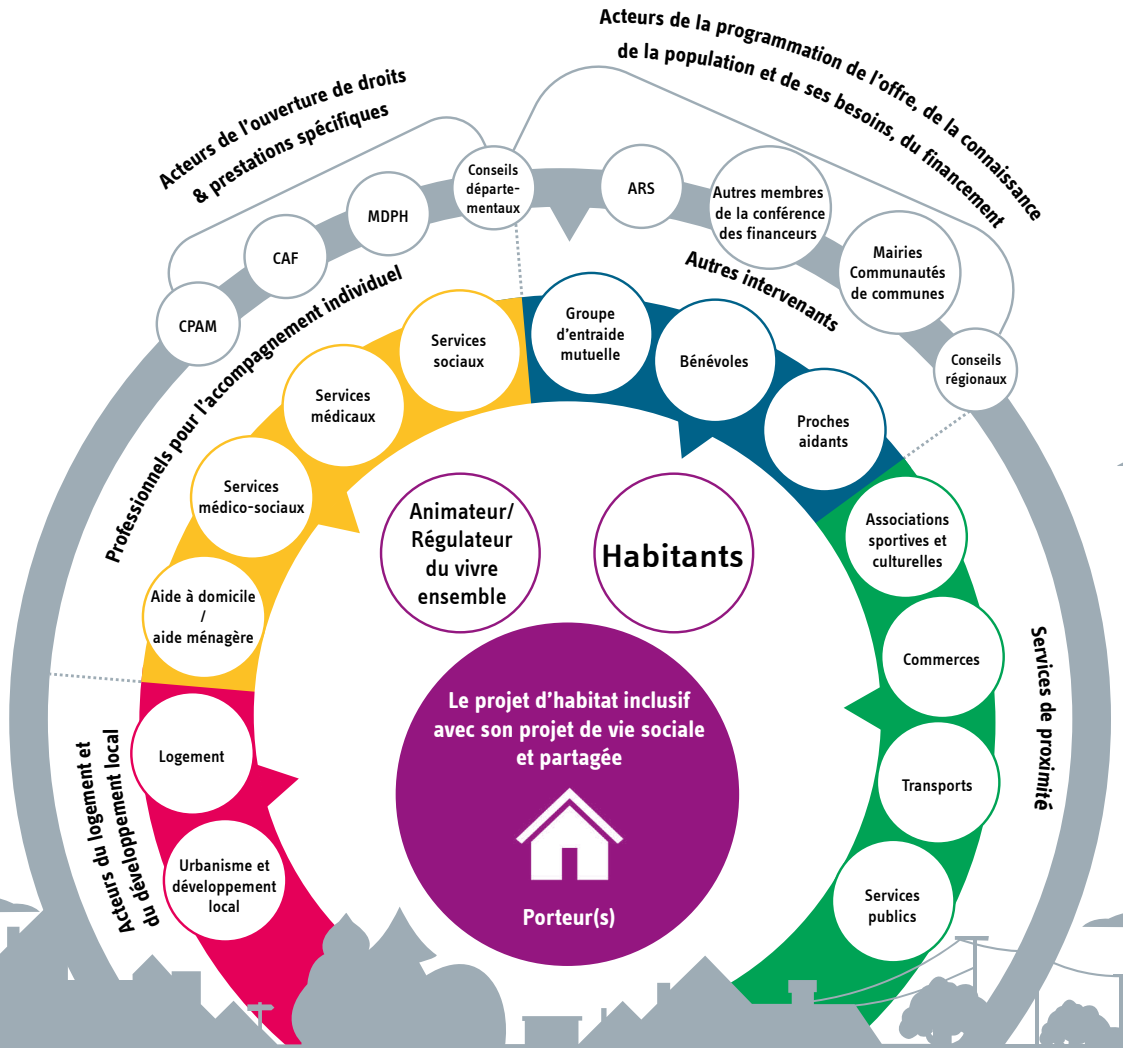 Acteurs de l'ouverture de droits
& prestations spécifiques
Acteurs de la programmation de l'offre, de la connaissance
de la population et de ses besoins, du financement
CPAM
CAF
MDPH
Conseils
départe-
mentaux
ARS
Autres membres
de la conférence
des financeurs
Mairies
Communautés
de communes
Conseils
régionaux
Professionnels pour l'accompagnement individuel
Aide à domicile
/
aide ménagère
Services
médico-sociaux
Services
médicaux
Services
sociaux
Autres intervenants
Groupe
d'entraide
mutuelle
Bénévoles
Proches
aidants
Services de proximité
Associations
sportives et
culturelles
Commerces
Transports
Services
publics
Acteurs du logement et
du développement local
Logement
Urbanisme et
développement
local
Animateur/
Régulateur
du vivre
ensemble
Habitants
Le projet d'habitat inclusif
avec son projet de vie sociale
et partagée
Porteur(s)